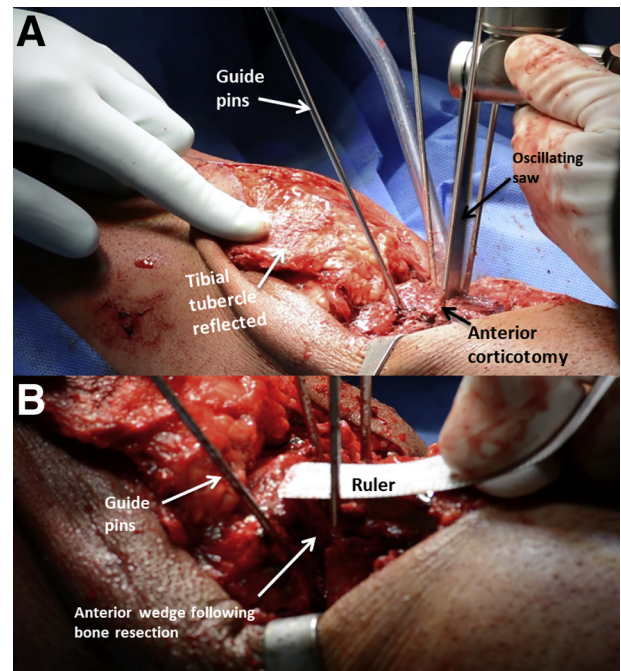 A
Guide
pins
Oscillating
saw
Tibial
tubercle
reflected
Anterior
corticotomy
B
Ruler
Guide
pins
Anterior wedge following
bone resection